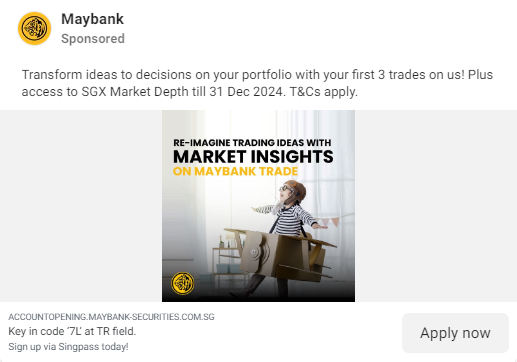 Maybank
Sponsored
Transform ideas to decisions on your portfolio with your first 3 trades on us! Plus
access to SGX Market Depth till 31 Dec 2024. T&Cs apply.
RE-IMAGINE TRADING IDEAS WITH
MARKET INSIGHTS
ON MAYBANK TRADE
ACCOUNTOPENING.MAYBANK-SECURITIES.COM.SG
Key in code ‘7L’ at TR field.
Sign up via Singpass today!
Apply now